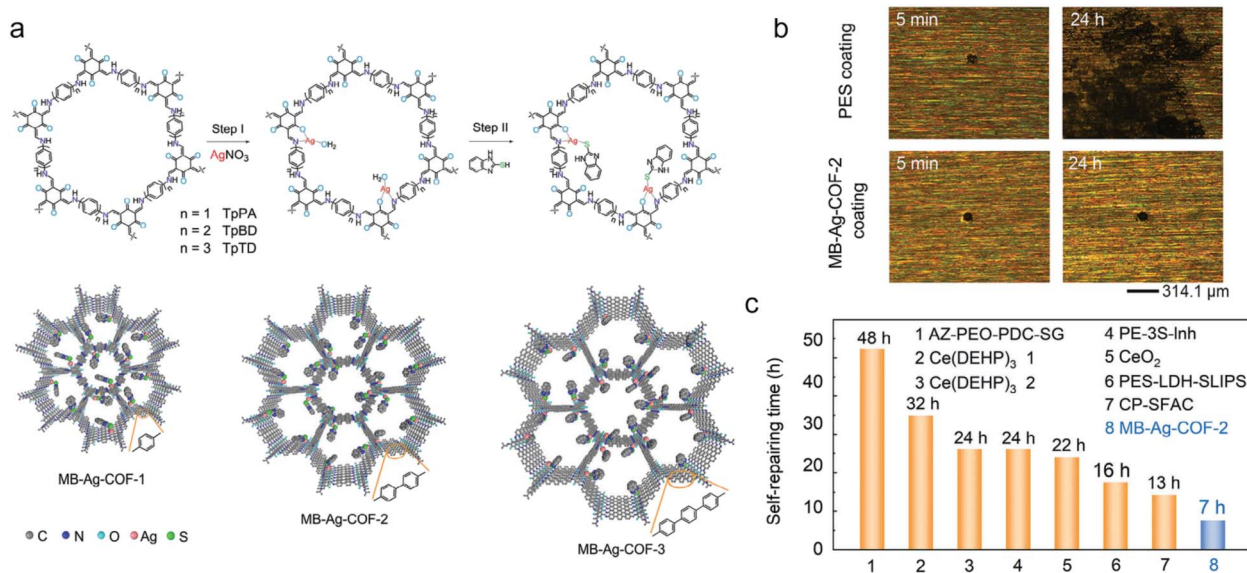 a
Step I
AgNO₃
Step II
n = 1 TpPA
n = 2 TpBD
n = 3 TpTD
MB-Ag-COF-1
MB-Ag-COF-2
MB-Ag-COF-3
C N O Ag S
b
PES coating
5 min
24 h
MB-Ag-COF-2
coating
5 min
24 h
314.1 μm
c
Self-repairing time (h)
50
40
30
20
10
0
48 h
32 h
24 h
24 h
22 h
16 h
13 h
7 h
1 AZ-PEO-PDC-SG
2 Ce(DEHP)₃ 1
3 Ce(DEHP)₃ 2
4 PE-3S-Inh
5 CeO₂
6 PES-LDH-SLIPS
7 CP-SFAC
8 MB-Ag-COF-2
1 2 3 4 5 6 7 8